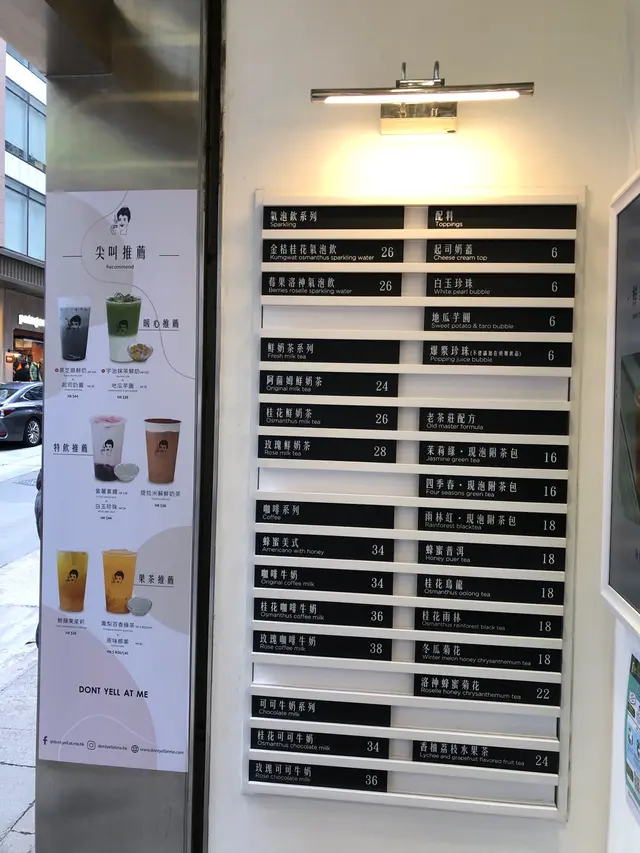 尖叫推薦
Recommend
暖心推薦
特飲推薦
果茶推薦
DONT YELL AT ME
氣泡飲系列
Sparkling
金桔桂花氣泡飲 26
Kumgwat osmanthus sparkling water
莓果洛神氣泡飲 26
Berries roselle sparkling water
鮮奶茶系列
Fresh milk tea
阿薩姆鮮奶茶 24
Original milk tea
桂花鮮奶茶 26
Osmanthus milk tea
玫瑰鮮奶茶 28
Rose milk tea
咖啡系列
Coffee
蜂蜜美式 34
Americano with honey
咖啡牛奶 34
Original coffee milk
桂花咖啡牛奶 36
Osmanthus coffee milk
玫瑰咖啡牛奶 38
Rose coffee milk
可可牛奶系列
Chocolate milk
桂花可可牛奶 34
Osmanthus chocolate milk
玫瑰可可牛奶 36
Rose chocolate milk
配料
Toppings
起司奶蓋 6
Cheese cream top
白玉珍珠 6
White pearl bubble
地瓜芋圓 6
Sweet potato & taro bubble
爆漿珍珠 6
Popping juice bubble
老茶莊配方
Old master formula
茉莉綠·現泡附茶包 16
Jasmine green tea
四季春·現泡附茶包 16
Four seasons green tea
雨林紅·現泡附茶包 18
Rainforest blacktea
蜂蜜普洱 18
Honey puer tea
桂花烏龍 18
Osmanthus oolong tea
桂花雨林 18
Osmanthus rainforest black tea
冬瓜菊花 18
Winter melon honey chrysanthemum tea
洛神蜂蜜菊花 22
Roselle honey chrysanthemum tea
香柚荔枝水果茶 24
Lychee and grapefruit flavored fruit tea